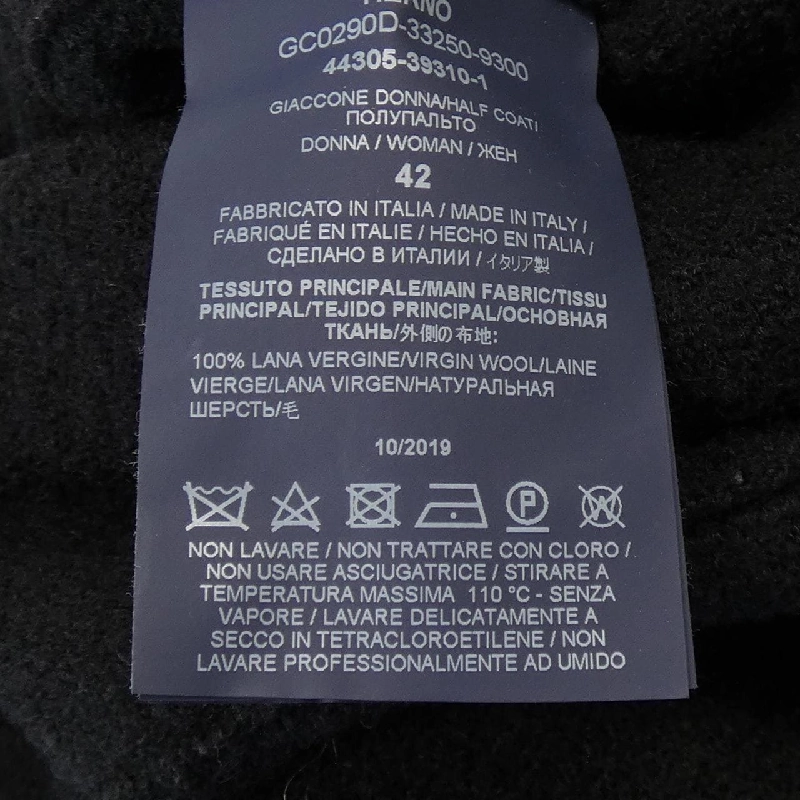 GC0290D-33250-9300
44305-39310-1
GIACCONE DONNA/HALF COAT/
ПОЛУПАЛЬТО
DONNA / WOMAN / ЖЕН
42
FABBRICATO IN ITALIA / MADE IN ITALY /
FABRIQUÉ EN ITALIE / HECHO EN ITALIA /
СДЕЛАНО В ИТАЛИИ / イタリア製
TESSUTO PRINCIPALE/MAIN FABRIC/TISSU
PRINCIPAL/TEJIDO PRINCIPAL/ОСНОВНАЯ
ТКАНЬ/外側の布地:
100% LANA VERGINE/VIRGIN WOOL/LAINE
VIERGE/LANA VIRGEN/НАТУРАЛЬНАЯ
ШЕРСТЬ/毛
10/2019
P W
NON LAVARE / NON TRATTARE CON CLORO /
NON USARE ASCIUGATRICE / STIRARE A
TEMPERATURA MASSIMA 110 °C - SENZA
VAPORE / LAVARE DELICATAMENTE A
SECCO IN TETRACLOROETILENE / NON
LAVARE PROFESSIONALMENTE AD UMIDO